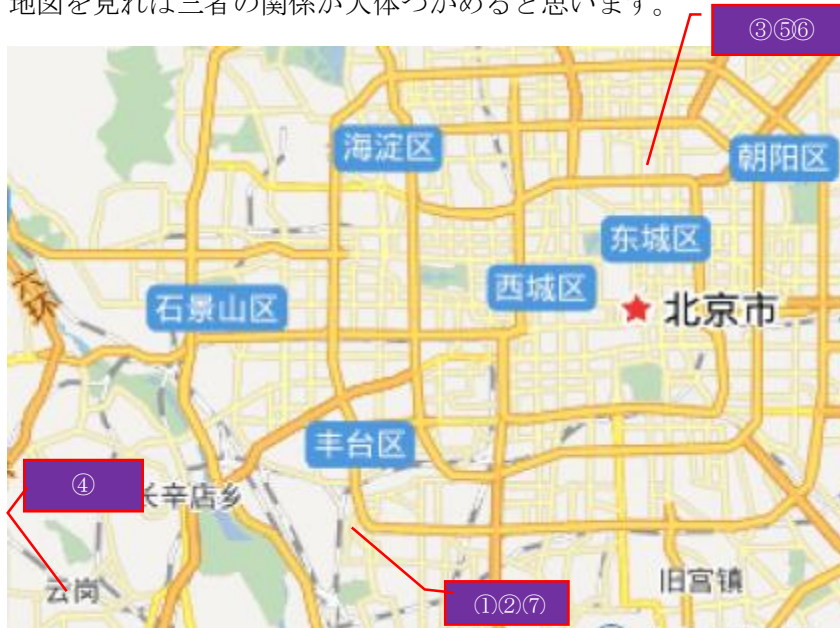 地図を見れば三者の関係が大体つかめると思います。
③⑤⑥
海淀区
朝阳区
东城区
西城区
六环
石景山区
北京市
丰台区
④
长辛店乡
云岗
旧宫镇
①②⑦